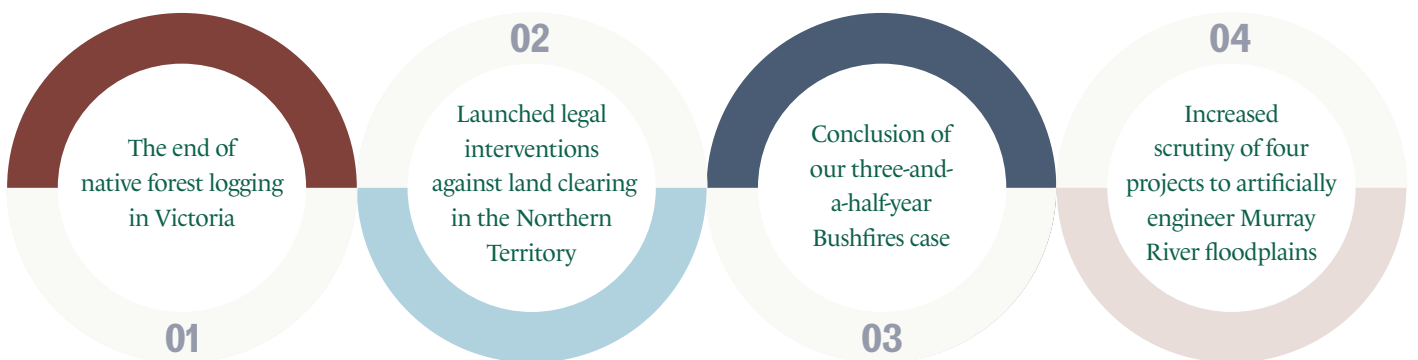 The end of
native forest logging
in Victoria
01
02
Launched legal
interventions
against land clearing
in the Northern
Territory
Conclusion of
our three-and-
a-half-year
Bushfires case
03
04
Increased
scrutiny of four
projects to artificially
engineer Murray
River floodplains